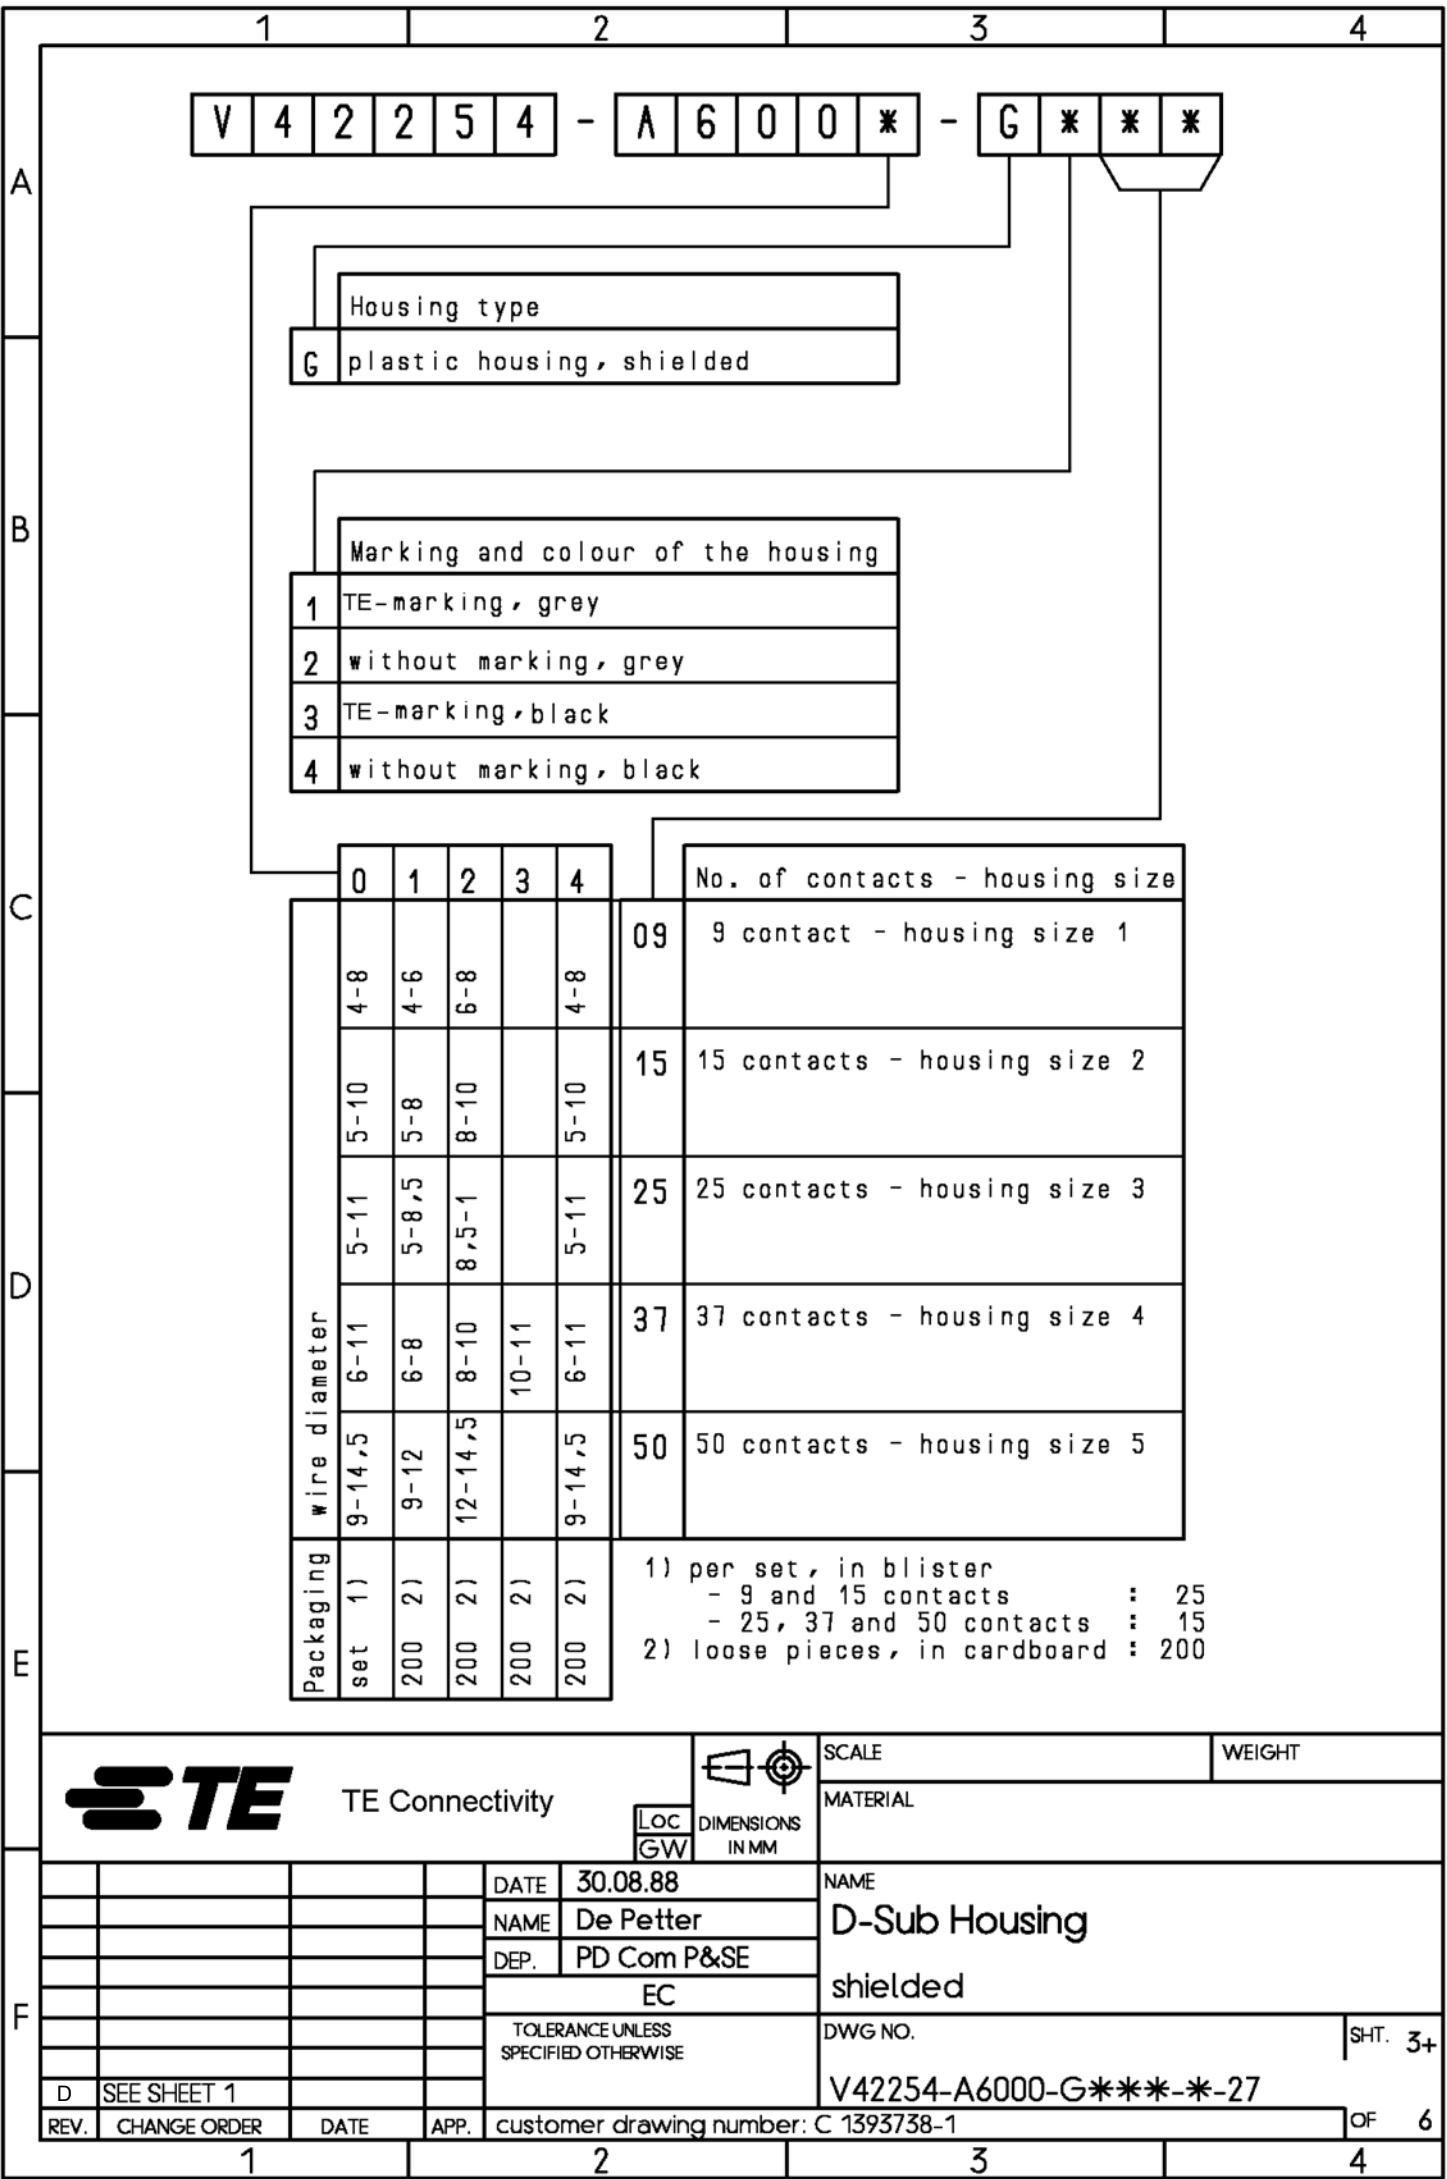 1 2 3 4
V42254-A600*-G***
A
Housing type
G plastic housing, shielded
B
Marking and colour of the housing
1 TE-marking, grey
2 without marking, grey
3 TE-marking,black
4 without marking, black
C
0 1 2 3 4 No. of contacts - housing size
4-8 4-6 6-8 4-8 09 9 contact - housing size 1
5-10 5-8 8-10 5-10 15 15 contacts - housing size 2
5-11 5-8,5 8,5-1 5-11 25 25 contacts - housing size 3
D
wire diameter
6-11 6-8 8-10 10-11 6-11 37 37 contacts - housing size 4
9-14,5 9-12 12-14,5 9-14,5 50 50 contacts - housing size 5
Packaging
set 1) 200 2) 200 2) 200 2) 200 2)
1) per set, in blister
- 9 and 15 contacts : 25
- 25, 37 and 50 contacts : 15
2) loose pieces, in cardboard : 200
E
TE TE Connectivity
Loc
GW
DIMENSIONS
IN MM
SCALE WEIGHT
MATERIAL
DATE 30.08.88
NAME De Petter
DEP. PD Com P&SE
EC
NAME
D-Sub Housing
shielded
F
TOLERANCE UNLESS
SPECIFIED OTHERWISE
DWG NO.
V42254-A6000-G***-*-27
SHT. 3+
OF 6
D SEE SHEET 1
REV. CHANGE ORDER DATE APP. customer drawing number: C 1393738-1
1 2 3 4